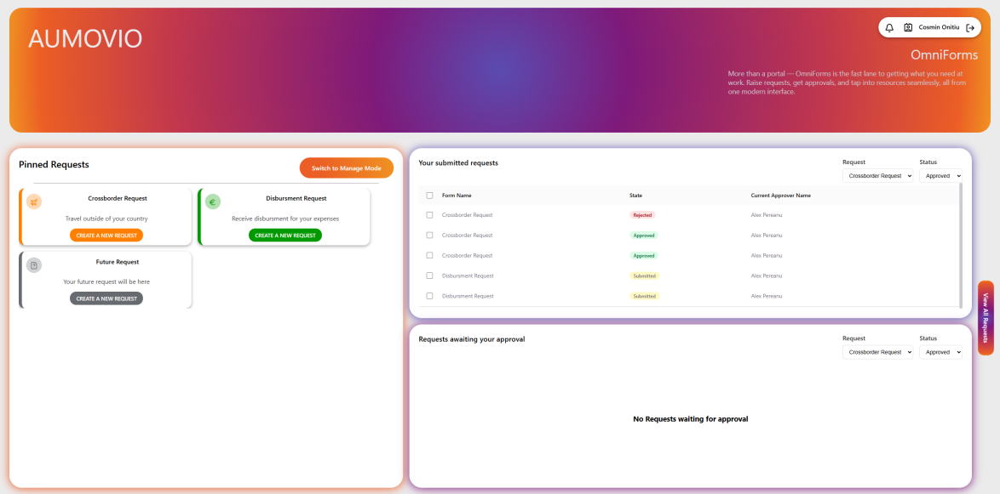 AUMOVIO
Cosmin Onitiu
OmniForms
More than a portal — OmniForms is the fast lane to getting what you need at
work. Raise requests, get approvals, and tap into resources seamlessly, all from
one modern interface.
Pinned Requests
Switch to Manage Mode
Crossborder Request
Travel outside of your country
CREATE A NEW REQUEST
Disbursment Request
Receive disbursment for your expenses
CREATE A NEW REQUEST
Future Request
Your future request will be here
CREATE A NEW REQUEST
Your submitted requests
Request Status
Crossborder Request Approved
Form Name State Current Approver Name
Crossborder Request Rejected Alex Pereanu
Crossborder Request Approved Alex Pereanu
Crossborder Request Approved Alex Pereanu
Disbursment Request Submitted Alex Pereanu
Disbursment Request Submitted Alex Pereanu
Requests awaiting your approval
Request Status
Crossborder Request Approved
No Requests waiting for approval
View All Requests